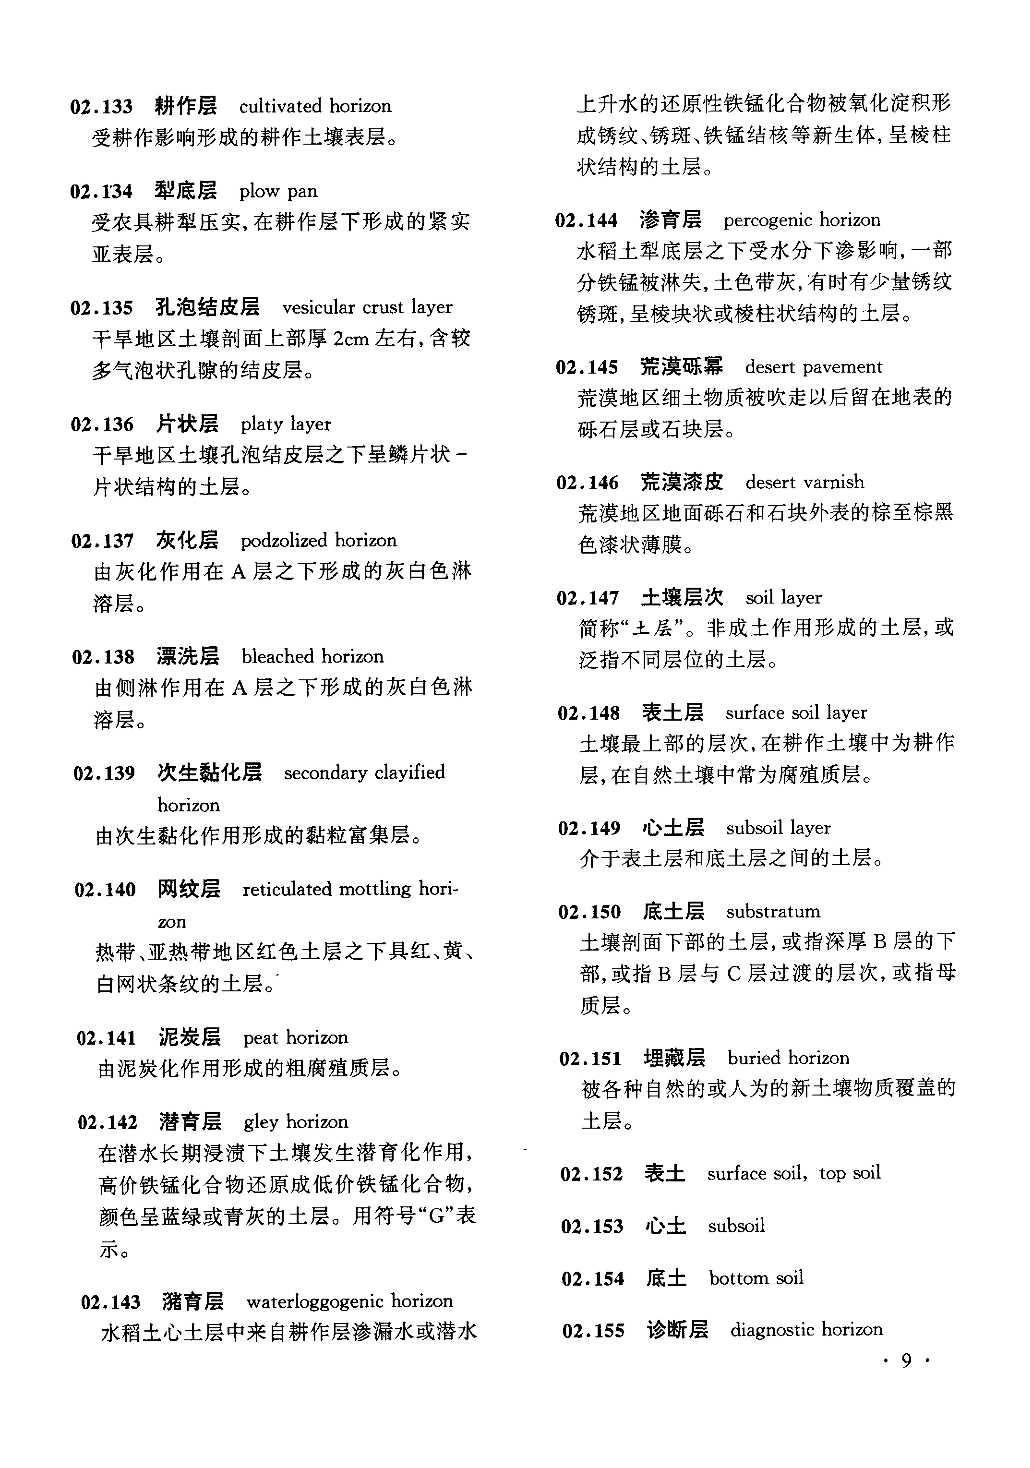 02.133 耕作层 cultivated horizon
受耕作影响形成的耕作土壤表层。
02.134 犁底层 plow pan
受农具耕犁压实,在耕作层下形成的紧实
亚表层。
02.135 孔泡结皮层 vesicular crust layer
干旱地区土壤剖面上部厚2cm左右,含较
多气泡状孔隙的结皮层。
02.136 片状层 platy layer
干旱地区土壤孔泡结皮层之下呈鳞片状-
片状结构的土层。
02.137 灰化层 podzolized horizon
由灰化作用在A层之下形成的灰白色淋
溶层。
02.138 漂洗层 bleached horizon
由侧淋作用在A层之下形成的灰白色淋
溶层。
02.139 次生黏化层 secondary clayified
horizon
由次生黏化作用形成的黏粒富集层。
02.140 网纹层 reticulated mottling hori-
zon
热带、亚热带地区红色土层之下具红、黄、
白网状条纹的土层。
02.141 泥炭层 peat horizon
由泥炭化作用形成的粗腐殖质层。
02.142 潜育层 gley horizon
在潜水长期浸渍下土壤发生潜育化作用,
高价铁锰化合物还原成低价铁锰化合物,
颜色呈蓝绿或青灰的土层。用符号“G”表
示。
02.143 潴育层 waterloggogenic horizon
水稻土心土层中来自耕作层渗漏水或潜水
上升水的还原性铁锰化合物被氧化淀积形
成锈纹、锈斑、铁锰结核等新生体,呈棱柱
状结构的土层。
02.144 渗育层 percogenic horizon
水稻土犁底层之下受水分下渗影响,一部
分铁锰被淋失,土色带灰,有时有少量锈纹
锈斑,呈棱块状或棱柱状结构的土层。
02.145 荒漠砾幂 desert pavement
荒漠地区细土物质被吹走以后留在地表的
砾石层或石块层。
02.146 荒漠漆皮 desert varnish
荒漠地区地面砾石和石块外表的棕至棕黑
色漆状薄膜。
02.147 土壤层次 soil layer
简称“土层”。非成土作用形成的土层,或
泛指不同层位的土层。
02.148 表土层 surface soil layer
土壤最上部的层次,在耕作土壤中为耕作
层,在自然土壤中常为腐殖质层。
02.149 心土层 subsoil layer
介于表土层和底土层之间的土层。
02.150 底土层 substratum
土壤剖面下部的土层,或指深厚B层的下
部,或指B层与C层过渡的层次,或指母
质层。
02.151 埋藏层 buried horizon
被各种自然的或人为的新土壤物质覆盖的
土层。
02.152 表土 surface soil, top soil
02.153 心土 subsoil
02.154 底土 bottom soil
02.155 诊断层 diagnostic horizon
· 9 ·